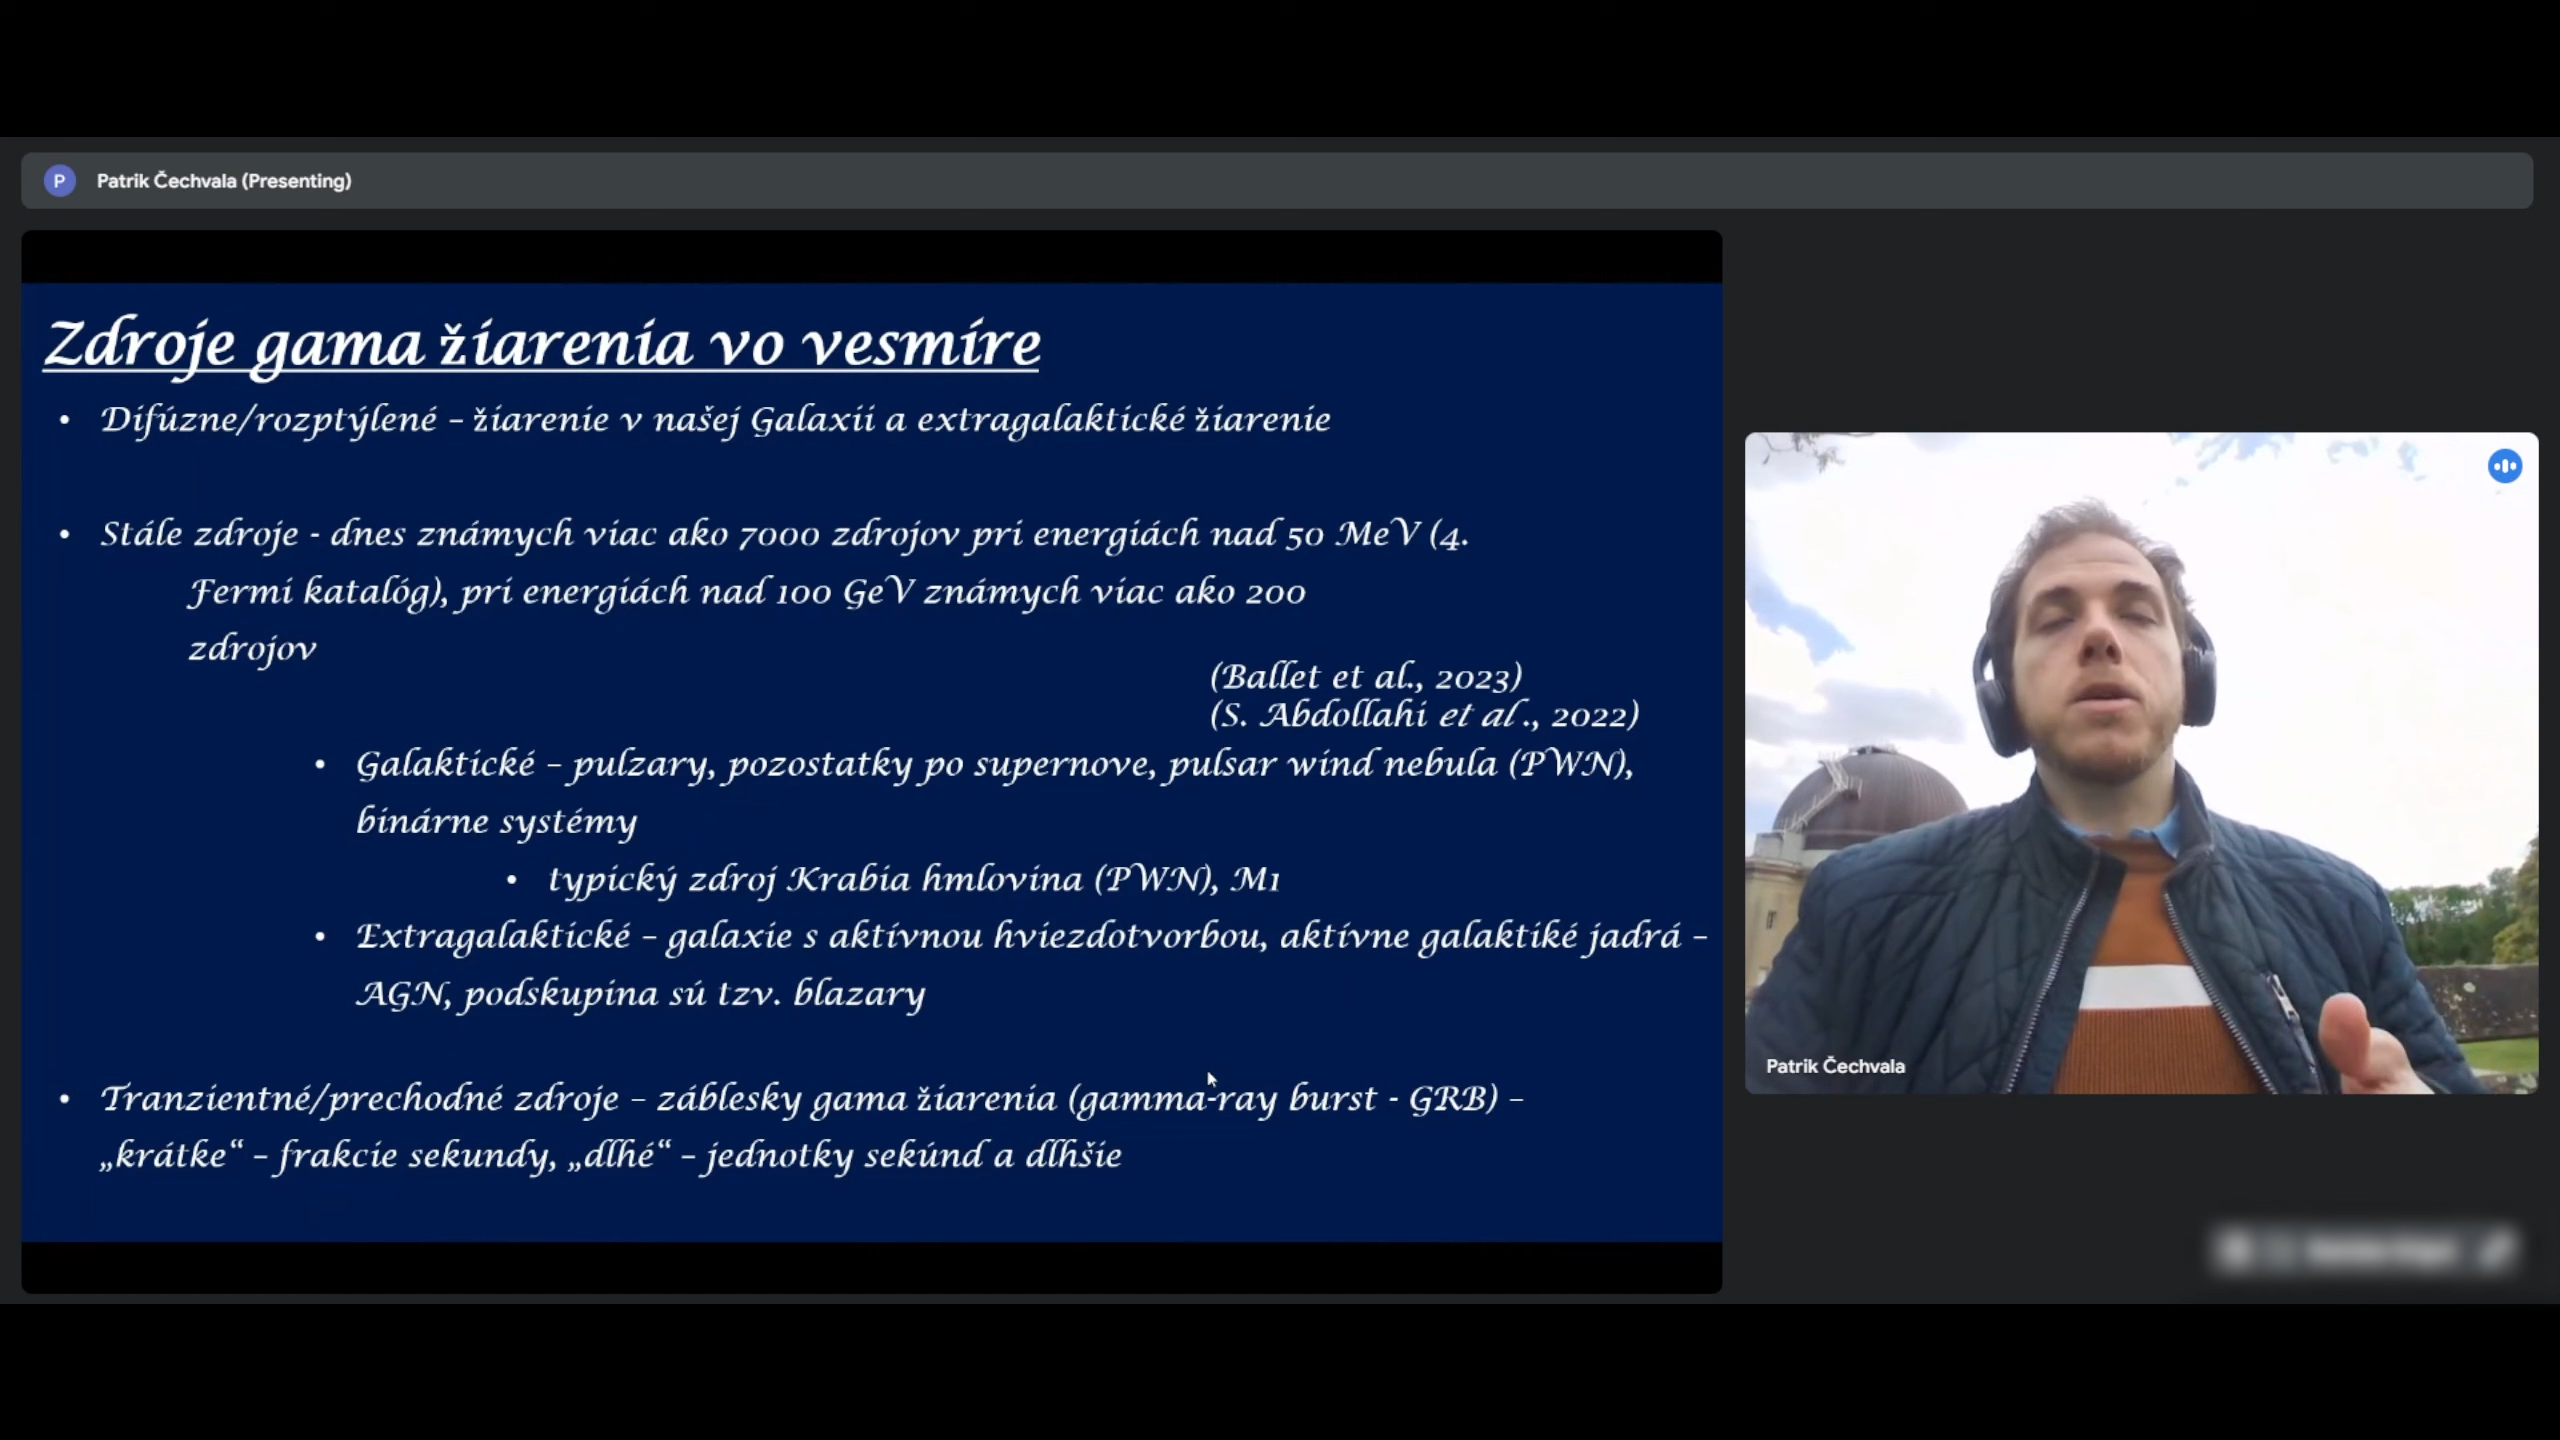 P Patrik Čechvala (Presenting)
Zdroje gama žiarenia vo vesmíre
• Difúzne/rozptýlené – žiarenie v našej Galaxii a extragalaktické žiarenie
• Stále zdroje - dnes známych viac ako 7000 zdrojov pri energiách nad 50 MeV (4.
Fermi katalóg), pri energiách nad 100 GeV známych viac ako 200
zdrojov
(Ballet et al., 2023)
(S. Abdollahi et al., 2022)
• Galaktické – pulzary, pozostatky po supernove, pulsar wind nebula (PWN),
binárne systémy
• typický zdroj Krabia hmlovina (PWN), M1
• Extragalaktické – galaxie s aktívnou hviezdotvorbou, aktívne galaktiké jadrá –
AGN, podskupina sú tzv. blazary
• Tranzientné/prechodné zdroje – záblesky gama žiarenia (gamma-ray burst - GRB) –
„krátke“ – frakcie sekundy, „dlhé“ – jednotky sekúnd a dlhšie
Patrik Čechvala